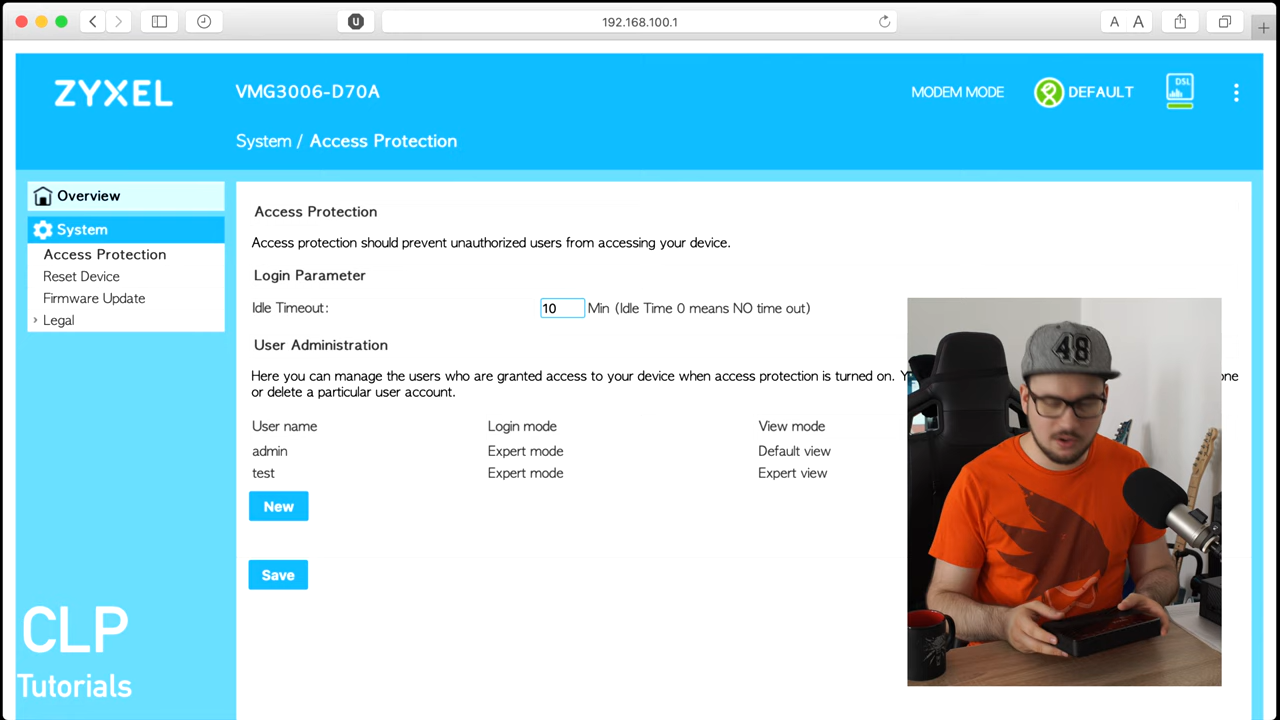 192.168.100.1
A A
ZYXEL
VMG3006-D70A
MODEM MODE
DEFAULT
DSL
System / Access Protection
Overview
System
Access Protection
Reset Device
Firmware Update
Legal
Access Protection
Access protection should prevent unauthorized users from accessing your device.
Login Parameter
Idle Timeout: 10 Min (Idle Time 0 means NO time out)
User Administration
Here you can manage the users who are granted access to your device when access protection is turned on. one
or delete a particular user account.
User name Login mode View mode
admin Expert mode Default view
test Expert mode Expert view
New
Save
48
CLP
Tutorials